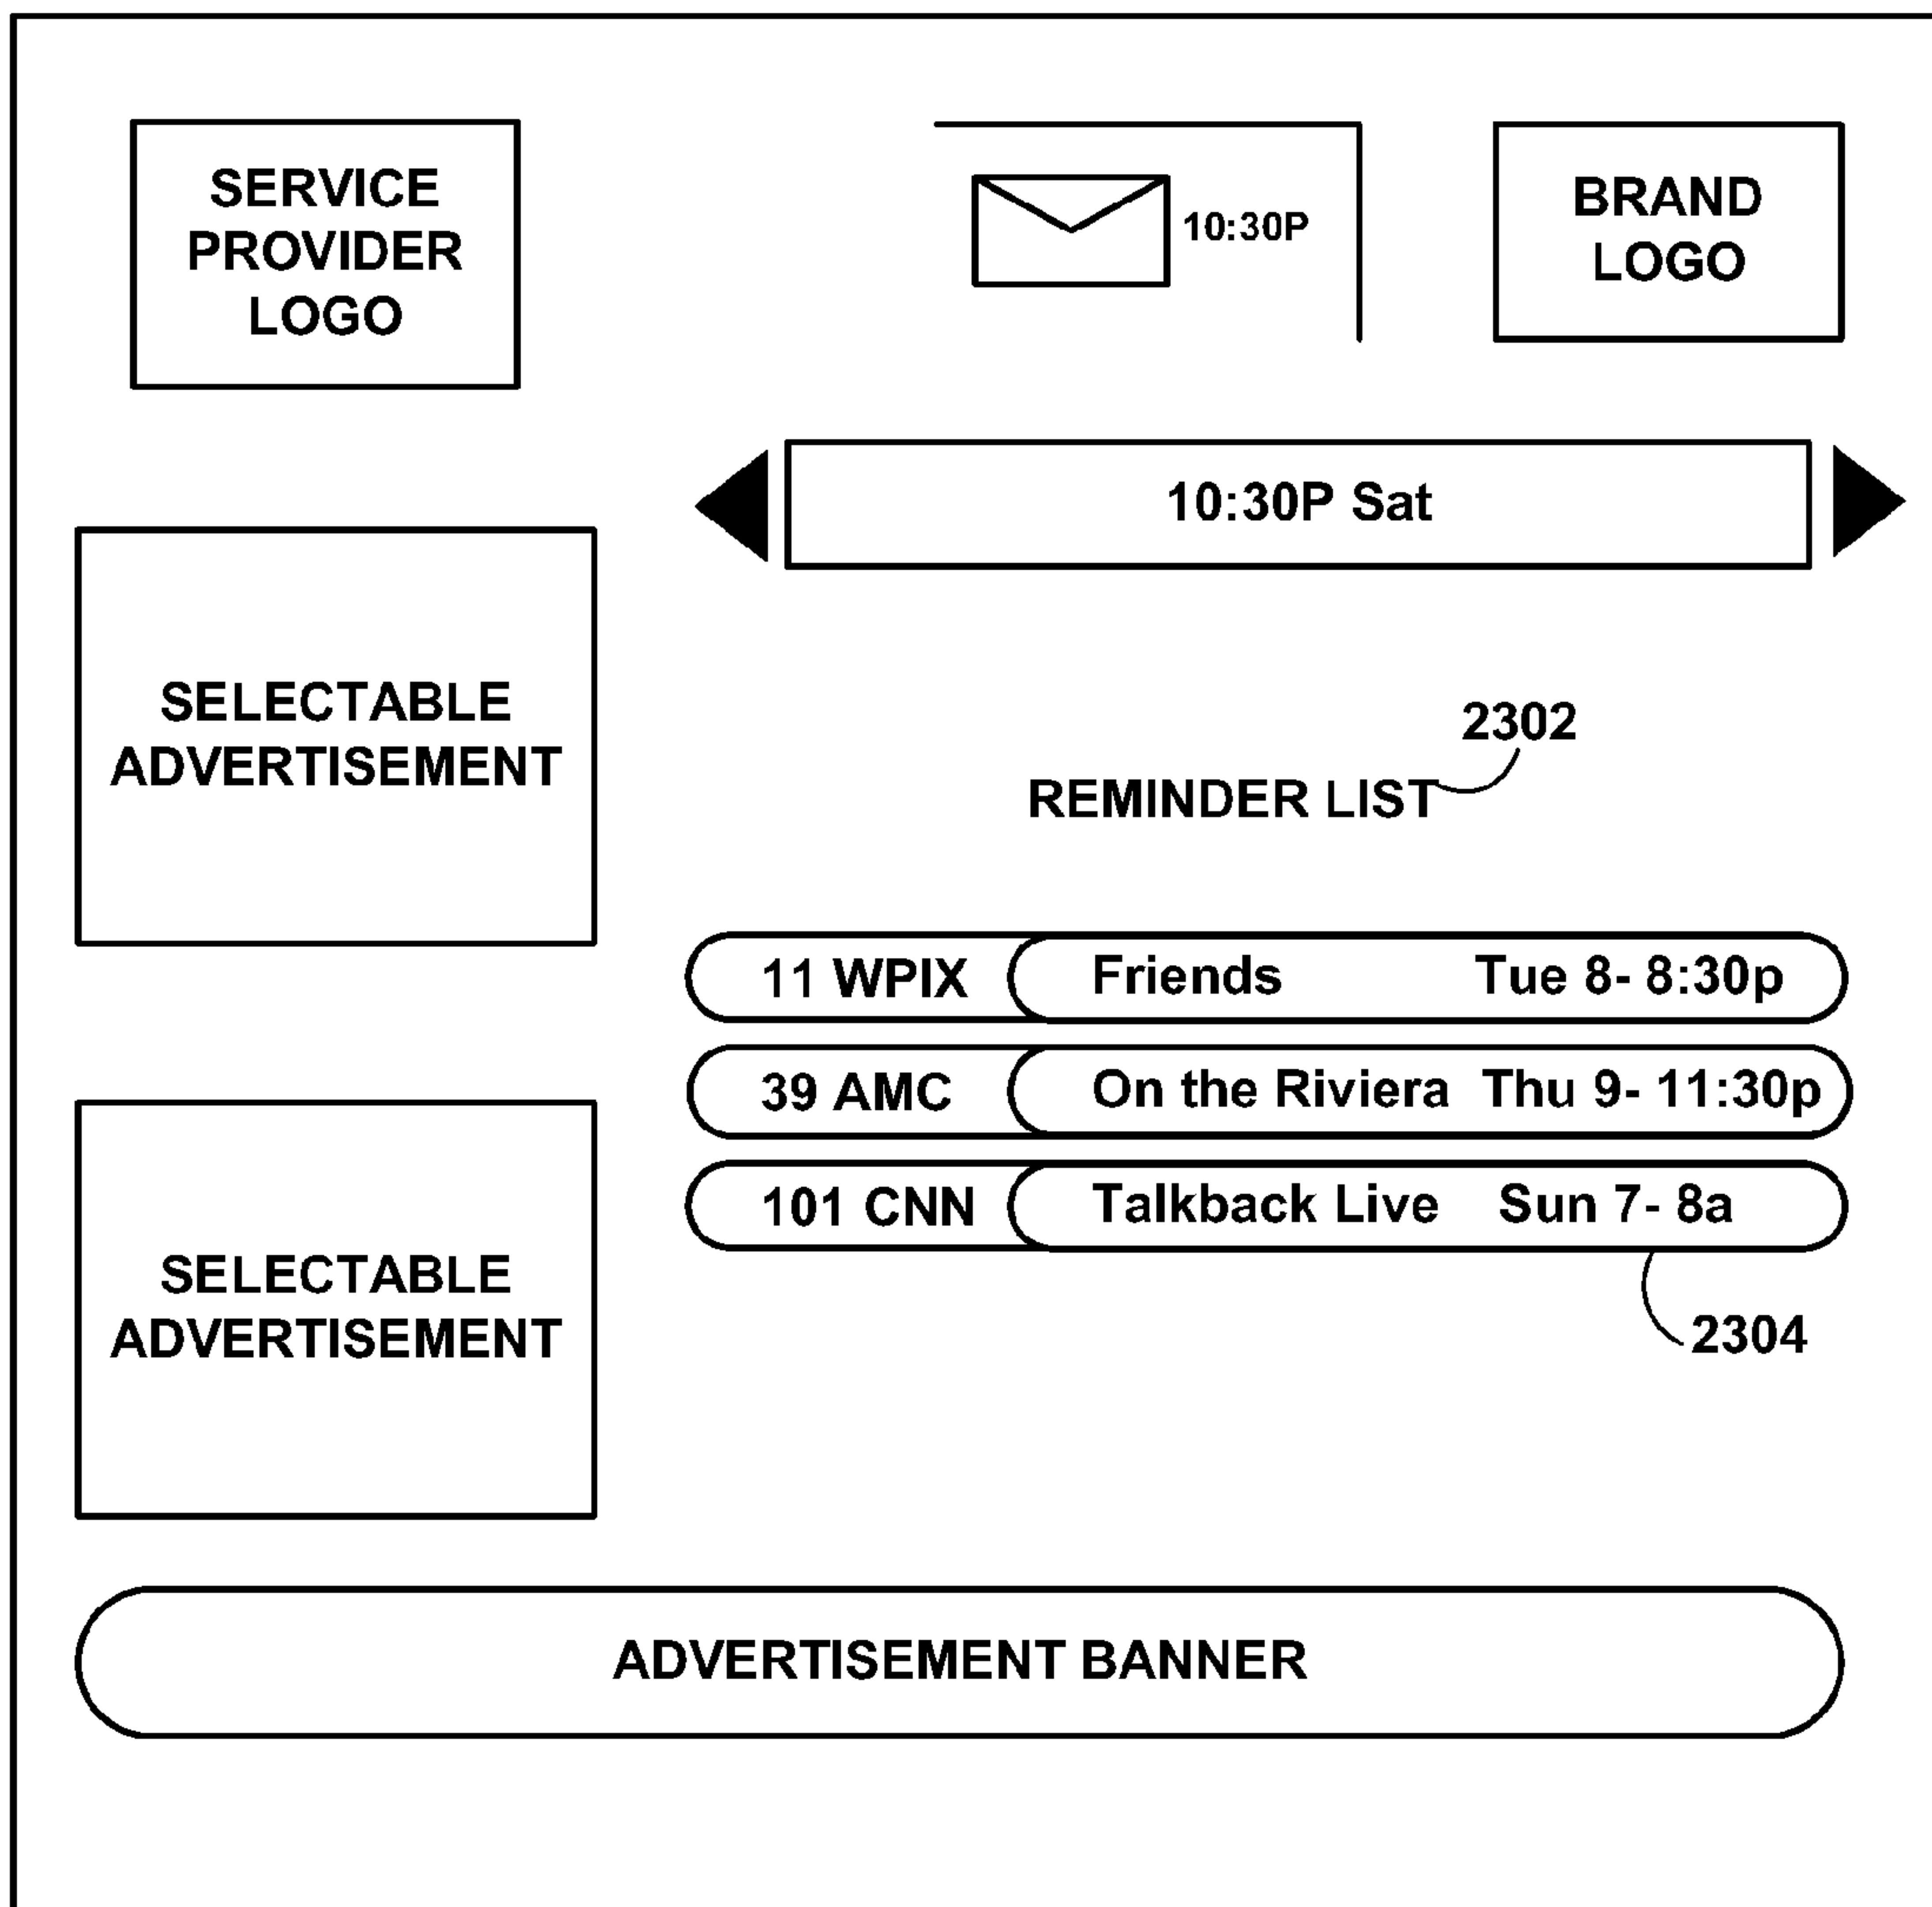 SERVICE
PROVIDER
LOGO
10:30P
BRAND
LOGO
10:30P Sat
SELECTABLE
ADVERTISEMENT
2302
REMINDER LIST
11 WPIX Friends Tue 8- 8:30p
39 AMC On the Riviera Thu 9- 11:30p
101 CNN Talkback Live Sun 7- 8a
SELECTABLE
ADVERTISEMENT
2304
ADVERTISEMENT BANNER